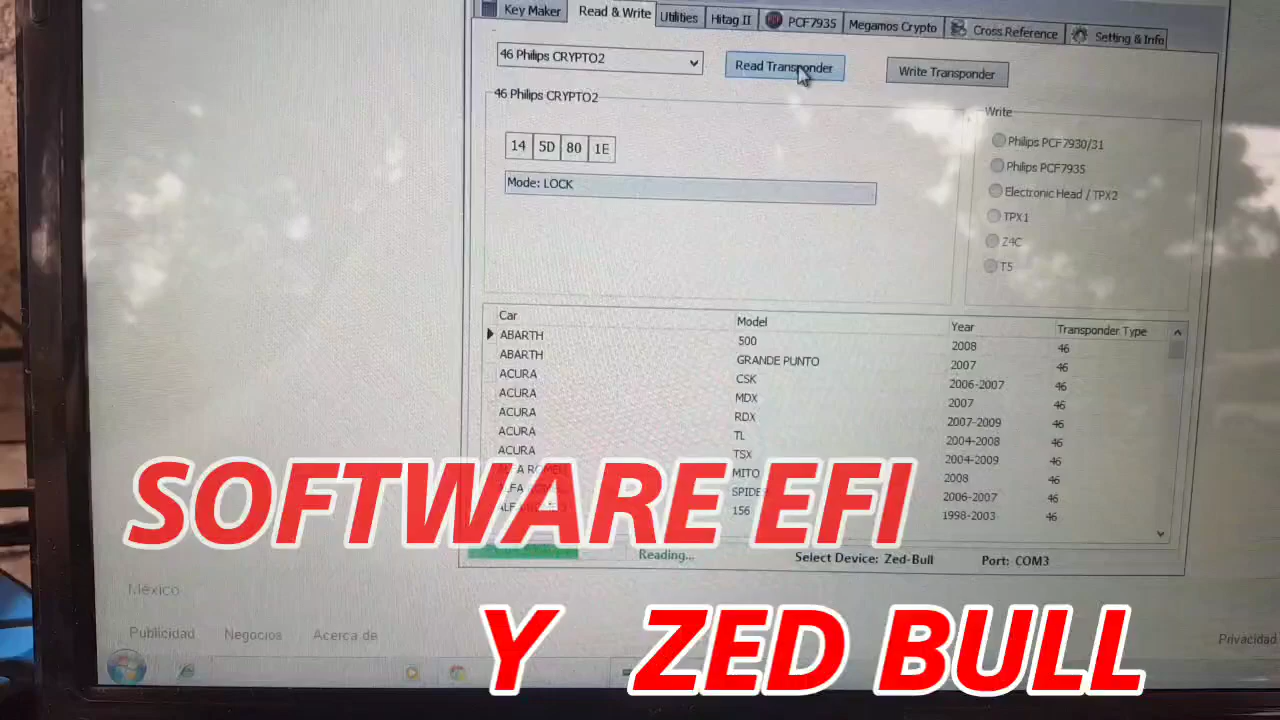 Key Maker Read & Write Utilities Hitag II PCF7935 Megamos Crypto Cross Reference Setting & Info
46 Philips CRYPTO2 Read Transponder Write Transponder
46 Philips CRYPTO2 Write
14 5D 80 1E
Mode: LOCK
Philips PCF7930/31
Philips PCF7935
Electronic Head / TPX2
TPX1
Z4C
T5
Car Model Year Transponder Type
ABARTH 500 2008 46
ABARTH GRANDE PUNTO 2007 46
ACURA CSK 2006-2007 46
ACURA MDX 2007 46
ACURA RDX 2007-2009 46
ACURA TL 2004-2008 46
ACURA TSX 2004-2009 46
ALFA ROMEO MITO 2008 46
ALFA SPIDE 2006-2007 46
ALFA 156 1998-2003 46
SOFTWARE EFI
Reading... Select Device: Zed-Bull Port: COM3
Y ZED BULL
México
Publicidad Negocios Acerca de Privacidad